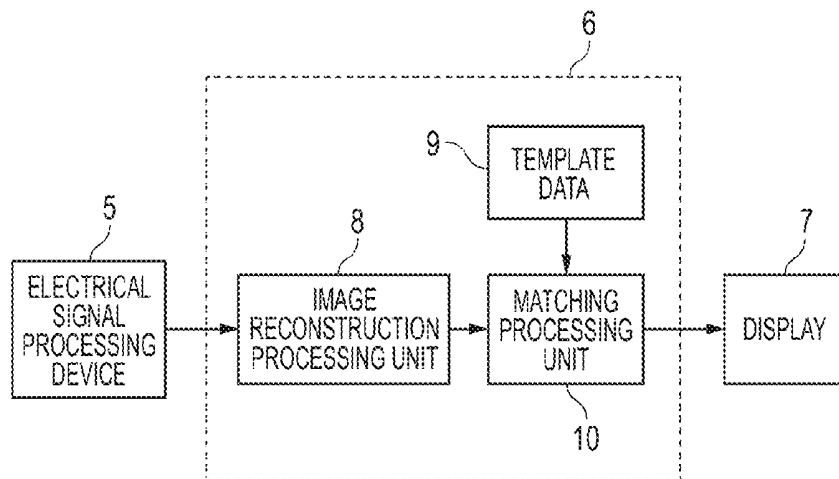 6
9
TEMPLATE
DATA
5
8
7
ELECTRICAL
SIGNAL
PROCESSING
DEVICE
IMAGE
RECONSTRUCTION
PROCESSING UNIT
MATCHING
PROCESSING
UNIT
DISPLAY
10